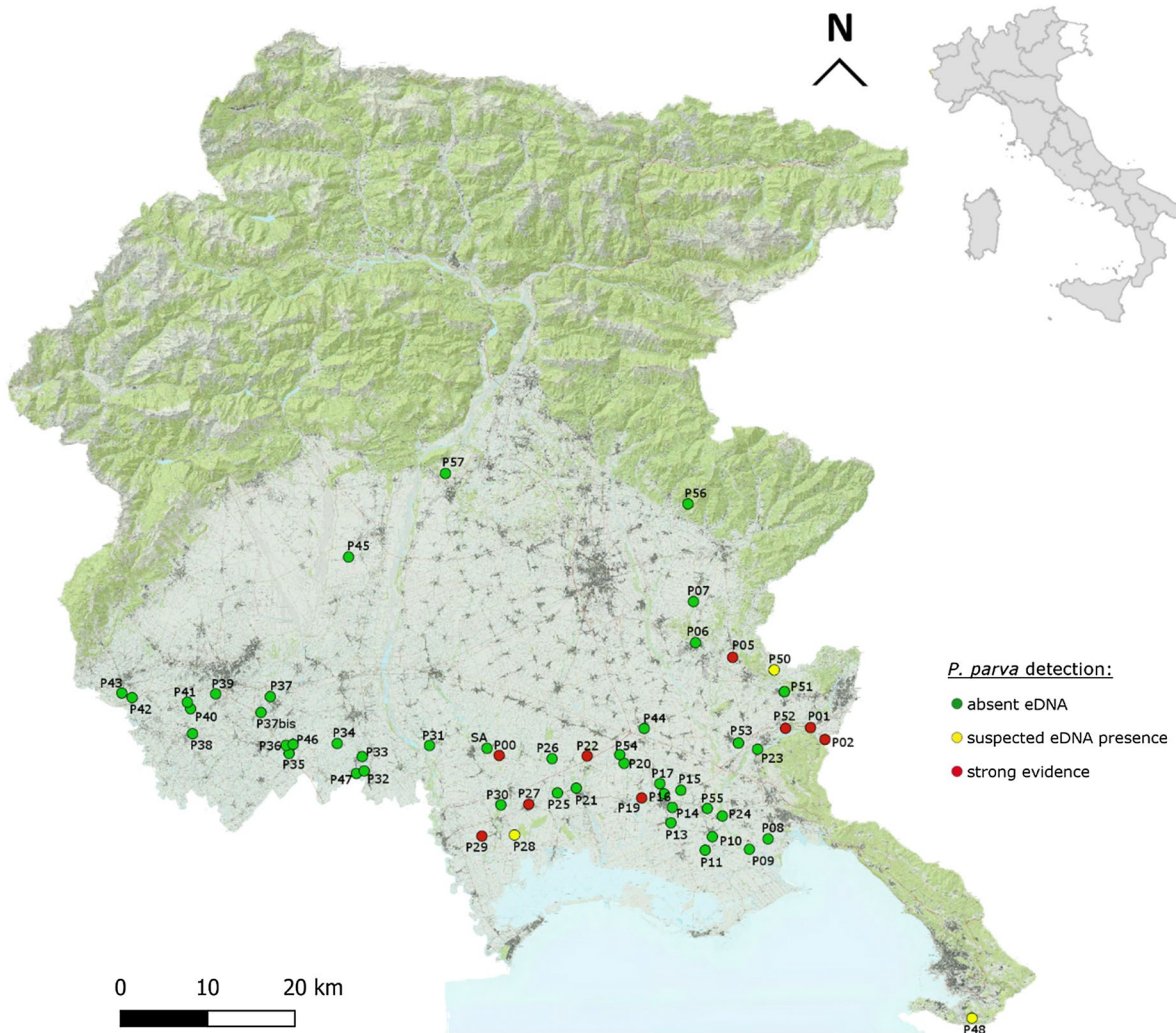 N
P57
P56
P45
P07
P06
P05
P50
P51
P43
P42
P41
P40
P39
P37
P37bis
P38
P52
P01
P02
P44
P53
P23
P36
P46
P35
P34
P33
P47
P32
P31
SA
P00
P26
P22
P54
P20
P17
P15
P16
P19
P14
P55
P24
P13
P30
P27
P25
P21
P29
P28
P10
P11
P08
P09
P48
P. parva detection:
absent eDNA
suspected eDNA presence
strong evidence
0 10 20 km